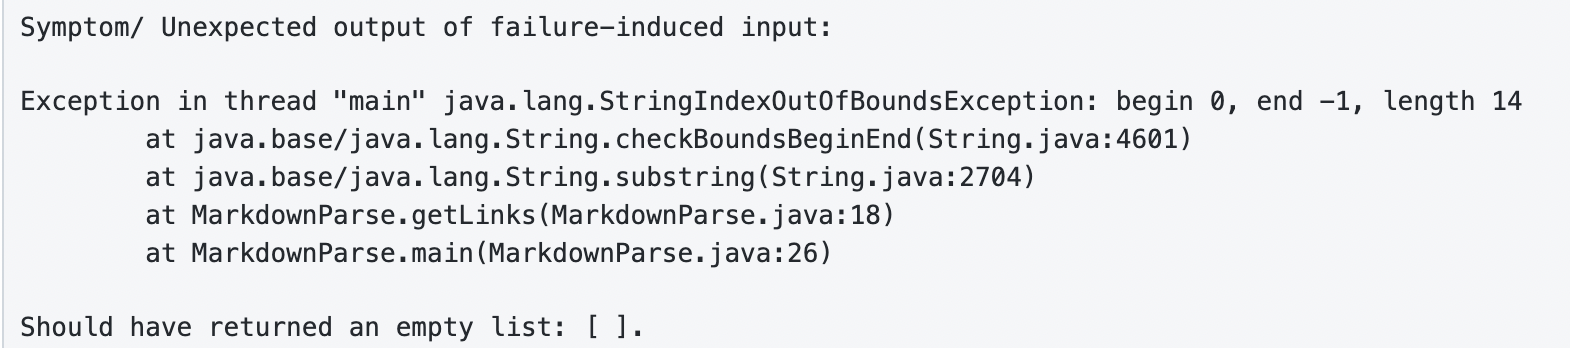 Symptom/ Unexpected output of failure-induced input:
Exception in thread "main" java.lang.StringIndexOutOfBoundsException: begin 0, end -1, length 14
at java.base/java.lang.String.checkBoundsBeginEnd(String.java:4601)
at java.base/java.lang.String.substring(String.java:2704)
at MarkdownParse.getLinks(MarkdownParse.java:18)
at MarkdownParse.main(MarkdownParse.java:26)
Should have returned an empty list: [ ].